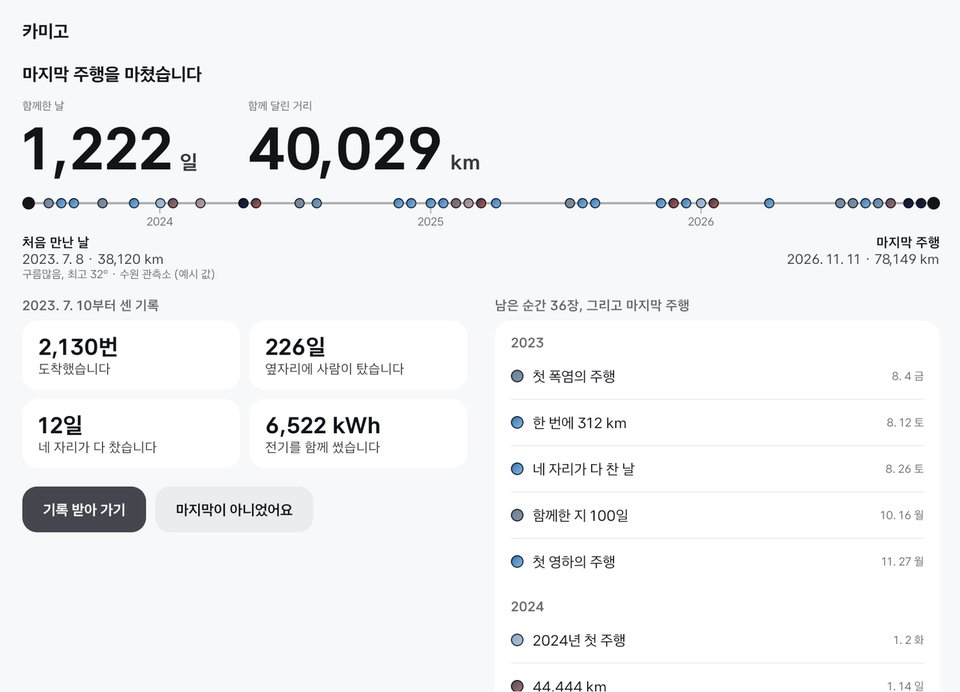 카미고
마지막 주행을 마쳤습니다
함께한 날
1,222 일
함께 달린 거리
40,029 km
2024
2025
2026
처음 만난 날
2023. 7. 8 · 38,120 km
구름많음, 최고 32° · 수원 관측소 (예시 값)
마지막 주행
2026. 11. 11 · 78,149 km
2023. 7. 10부터 센 기록
2,130번
도착했습니다
226일
옆자리에 사람이 탔습니다
12일
네 자리가 다 찼습니다
6,522 kWh
전기를 함께 썼습니다
기록 받아 가기
마지막이 아니었어요
남은 순간 36장, 그리고 마지막 주행
2023
첫 폭염의 주행 8. 4 금
한 번에 312 km 8. 12 토
네 자리가 다 찬 날 8. 26 토
함께한 지 100일 10. 16 월
첫 영하의 주행 11. 27 월
2024
2024년 첫 주행 1. 2 화
44,444 km 1. 14 일